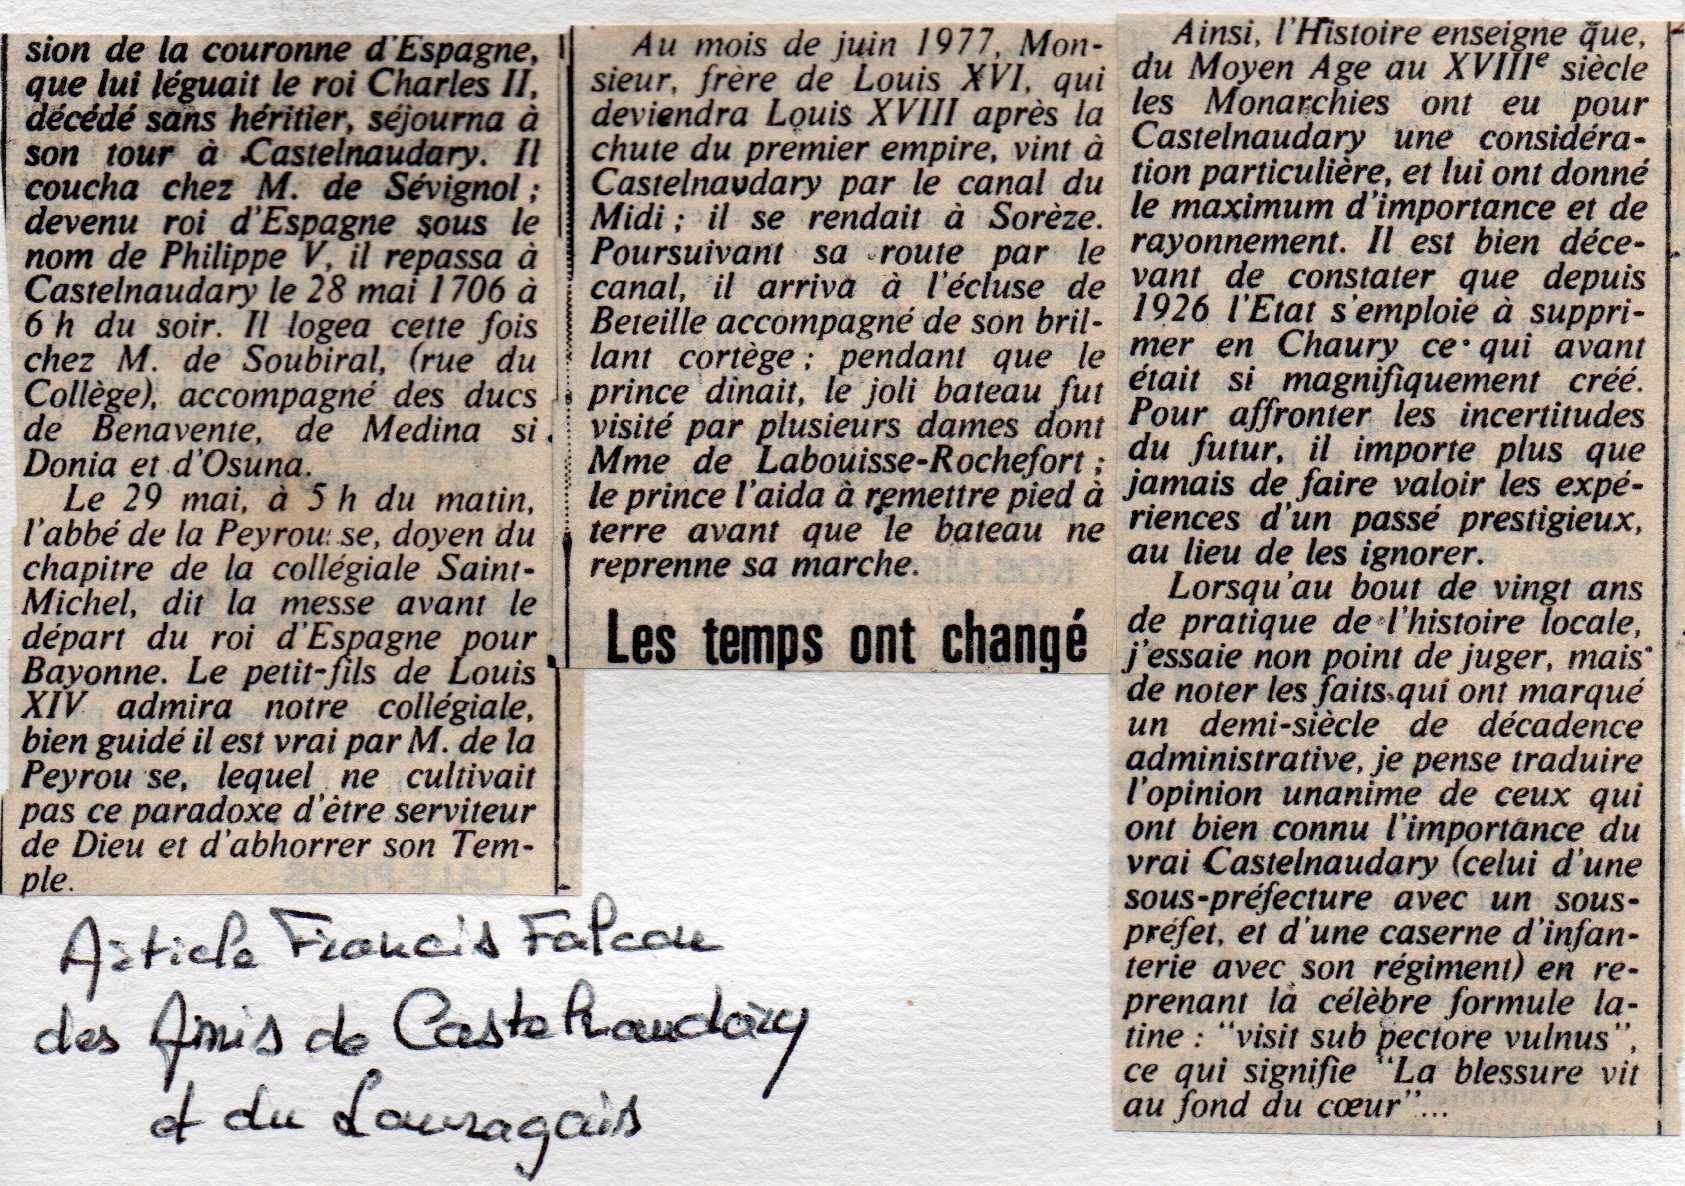 sion de la couronne d'Espagne,
que lui léguait le roi Charles II,
décédé sans héritier, séjourna à
son tour à Castelnaudary. Il
coucha chez M. de Sévignol ;
devenu roi d'Espagne sous le
nom de Philippe V, il repassa à
Castelnaudary le 28 mai 1706 à
6 h du soir. Il logea cette fois
chez M. de Soubiral, (rue du
Collège), accompagné des ducs
de Benavente, de Medina si
Donia et d'Osuna.
Le 29 mai, à 5 h du matin,
l'abbé de la Peyrou se, doyen du
chapitre de la collégiale Saint-
Michel, dit la messe avant le
départ du roi d'Espagne pour
Bayonne. Le petit-fils de Louis
XIV admira notre collégiale,
bien guidé il est vrai par M. de la
Peyrou se, lequel ne cultivait
pas ce paradoxe d'être serviteur
de Dieu et d'abhorrer son Tem-
ple.
Au mois de juin 1977, Mon-
sieur, frère de Louis XVI, qui
deviendra Louis XVIII après la
chute du premier empire, vint à
Castelnaudary par le canal du
Midi ; il se rendait à Sorèze.
Poursuivant sa route par le
canal, il arriva à l'écluse de
Beteille accompagné de son bril-
lant cortège ; pendant que le
prince dînait, le joli bateau fut
visité par plusieurs dames dont
Mme de Labouisse-Rochefort ;
le prince l'aida à remettre pied à
terre avant que le bateau ne
reprenne sa marche.
Les temps ont changé
Ainsi, l'Histoire enseigne que,
du Moyen Age au XVIIIe siècle
les Monarchies ont eu pour
Castelnaudary une considéra-
tion particulière, et lui ont donné
le maximum d'importance et de
rayonnement. Il est bien déce-
vant de constater que depuis
1926 l'Etat s'emploie à suppri-
mer en Chaury ce qui avant
était si magnifiquement créé.
Pour affronter les incertitudes
du futur, il importe plus que
jamais de faire valoir les expé-
riences d'un passé prestigieux,
au lieu de les ignorer.
Lorsqu'au bout de vingt ans
de pratique de l'histoire locale,
j'essaie non point de juger, mais
de noter les faits qui ont marqué
un demi-siècle de décadence
administrative, je pense traduire
l'opinion unanime de ceux qui
ont bien connu l'importance du
vrai Castelnaudary (celui d'une
sous-préfecture avec un sous-
préfet, et d'une caserne d'infan-
terie avec son régiment) en re-
prenant la célèbre formule la-
tine : "visit sub pectore vulnus",
ce qui signifie "La blessure vit
au fond du cœur"...
Article Francis Falcou
des Amis de Castelnaudary
et du Lauragais